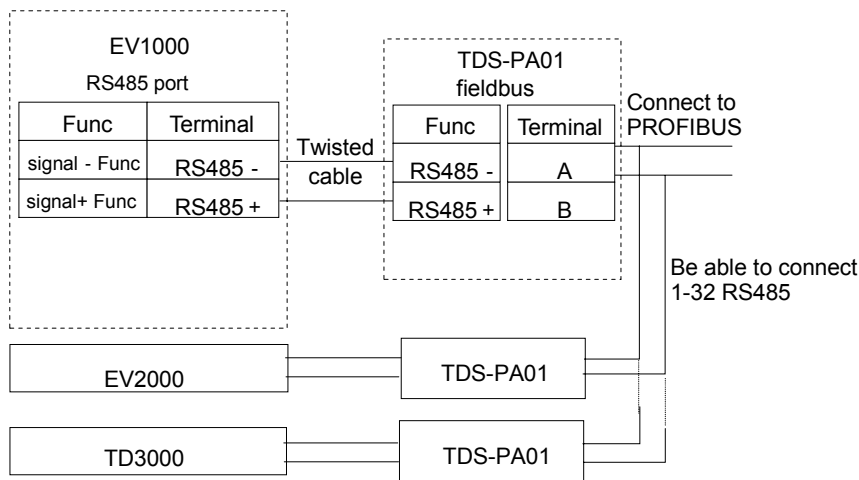 EV1000
RS485 port
Func Terminal
signal - Func RS485 -
signal+ Func RS485 +
Twisted
cable
TDS-PA01
fieldbus
Func Terminal
RS485 - A
RS485 + B
Connect to
PROFIBUS
Be able to connect
1-32 RS485
EV2000
TDS-PA01
TD3000
TDS-PA01